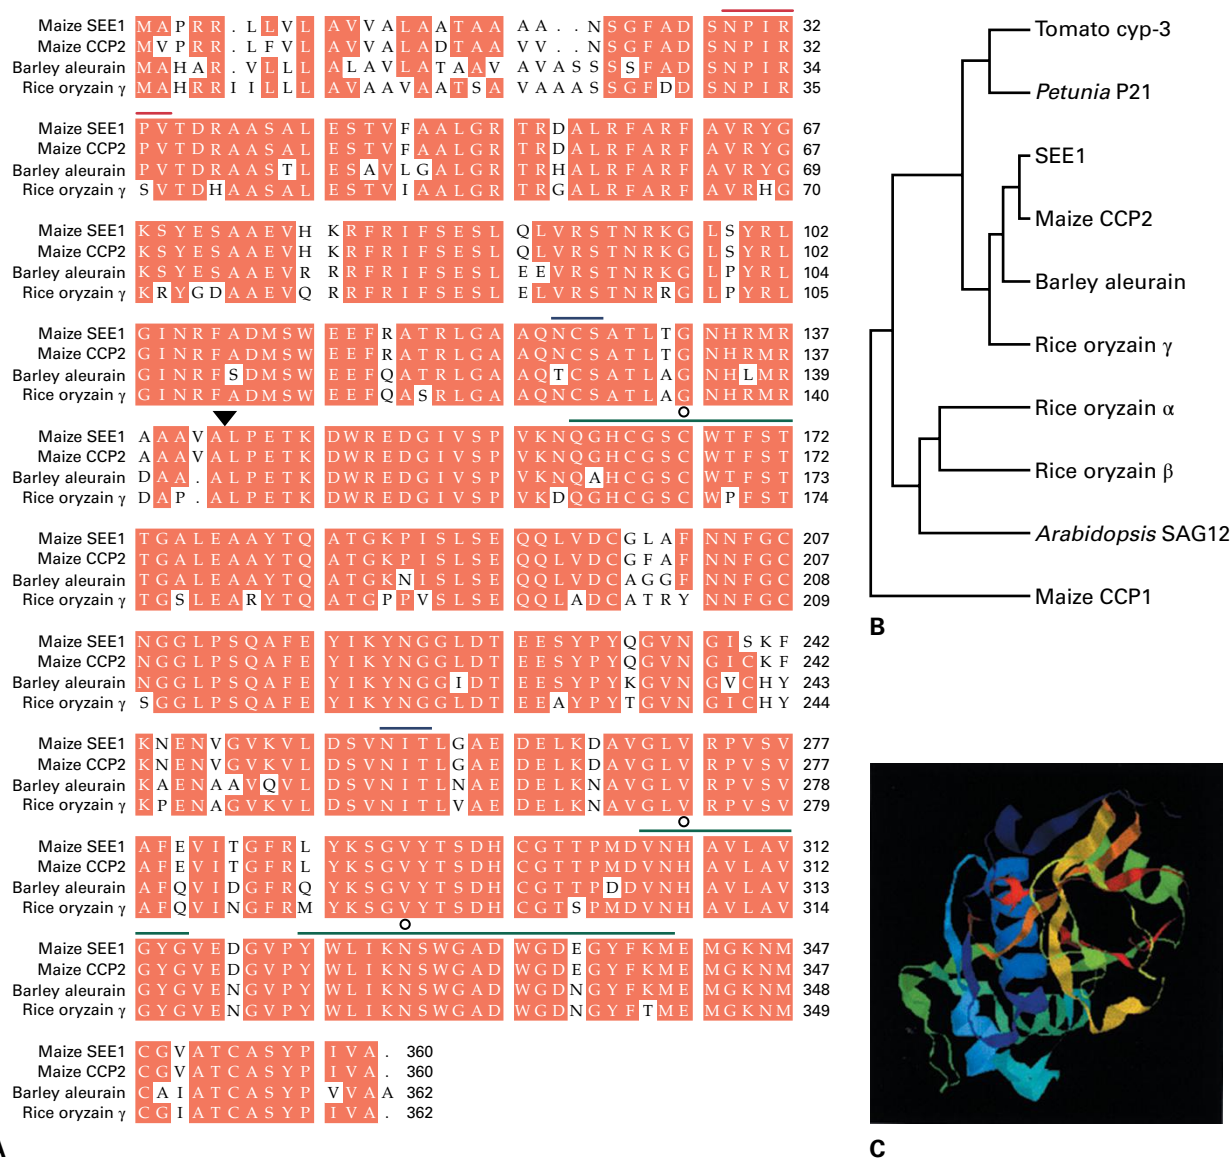 Maize SEE1 MAPRR.LLVL AVVALAATAA AA..NSGFAD SNPIR 32
Maize CCP2 MVPRR.LFVL AVVALADTAA VV..NSGFAD SNPIR 32
Barley aleurain MAHAR.VLLL ALAVLATAAV AVASSSSFAD SNPIR 34
Rice oryzain γ MAHRRIILLL AVAAVAATSA VAAASSGFDD SNPIR 35
Maize SEE1 PVTDRAASAL ESTVFAALGR TRDALRFARF AVRYG 67
Maize CCP2 PVTDRAASAL ESTVFAALGR TRDALRFARF AVRYG 67
Barley aleurain PVTDRAASTL ESAVLGALGR TRHALRFARF AVRYG 69
Rice oryzain γ SVTDHAASAL ESTVIAALGR TRGALRFARF AVRHG 70
Maize SEE1 KSYESAAEVH KRFRIFSESL QLVRSTNRKG LSYRL 102
Maize CCP2 KSYESAAEVH KRFRIFSESL QLVRSTNRKG LSYRL 102
Barley aleurain KSYESAAEVR RRFRIFSESL EEVRSTNRKG LPYRL 104
Rice oryzain γ KRYGDAAEVQ RRFRIFSESL ELVRSTNRRG LPYRL 105
Maize SEE1 GINRFADMSW EEFRATRLGA AQNCSATLTG NHRMR 137
Maize CCP2 GINRFADMSW EEFRATRLGA AQNCSATLTG NHRMR 137
Barley aleurain GINRFSDMSW EEFQATRLGA AQTCSATLAG NHLMR 139
Rice oryzain γ GINRFADMSW EEFQASRLGA AQNCSATLAG NHRMR 140
Maize SEE1 AAAVALPETK DWREDGIVSP VKNQGHCGSC WTFST 172
Maize CCP2 AAAVALPETK DWREDGIVSP VKNQGHCGSC WTFST 172
Barley aleurain DAA.ALPETK DWREDGIVSP VKNQAHCGSC WTFST 173
Rice oryzain γ DAP.ALPETK DWREDGIVSP VKDQGHCGSC WPFST 174
Maize SEE1 TGALEAAYTQ ATGKPISLSE QQLVDCGLAF NNFGC 207
Maize CCP2 TGALEAAYTQ ATGKPISLSE QQLVDCGFAF NNFGC 207
Barley aleurain TGALEAAYTQ ATGKNISLSE QQLVDCAGGF NNFGC 208
Rice oryzain γ TGSLEARYTQ ATGPPVSLSE QQLADCATRY NNFGC 209
Maize SEE1 NGGLPSQAFE YIKYNGGLDT EESYPYQGVN GISKF 242
Maize CCP2 NGGLPSQAFE YIKYNGGLDT EESYPYQGVN GICKF 242
Barley aleurain NGGLPSQAFE YIKYNGGIDT EESYPYKGVN GVCHY 243
Rice oryzain γ SGGLPSQAFE YIKYNGGLDT EEAYPYTGVN GICHY 244
Maize SEE1 KNENVGVKVL DSVNITLGAE DELKDAVGLV RPVSV 277
Maize CCP2 KNENVGVKVL DSVNITLGAE DELKDAVGLV RPVSV 277
Barley aleurain KAENAAVQVL DSVNITLNAE DELKNAVGLV RPVSV 278
Rice oryzain γ KPENAGVKVL DSVNITLVAE DELKNAVGLV RPVSV 279
Maize SEE1 AFEVITGFRL YKSGVYTSDH CGTTPMDVNH AVLAV 312
Maize CCP2 AFEVITGFRL YKSGVYTSDH CGTTPMDVNH AVLAV 312
Barley aleurain AFQVIDGFRQ YKSGVYTSDH CGTTPDDVNH AVLAV 313
Rice oryzain γ AFQVINGFRM YKSGVYTSDH CGTSPMDVNH AVLAV 314
Maize SEE1 GYGVEDGVPY WLIKNSWGAD WGDEGYFKME MGKNM 347
Maize CCP2 GYGVEDGVPY WLIKNSWGAD WGDEGYFKME MGKNM 347
Barley aleurain GYGVENGVPY WLIKNSWGAD WGDNGYFKME MGKNM 348
Rice oryzain γ GYGVENGVPY WLIKNSWGAD WGDNGYFTME MGKNM 349
Maize SEE1 CGVATCASYP IVA. 360
Maize CCP2 CGVATCASYP IVA. 360
Barley aleurain CAIATCASYP VVAA 362
Rice oryzain γ CGIATCASYP IVA. 362
Tomato cyp-3
Petunia P21
SEE1
Maize CCP2
Barley aleurain
Rice oryzain γ
Rice oryzain α
Rice oryzain β
Arabidopsis SAG12
Maize CCP1
B
C